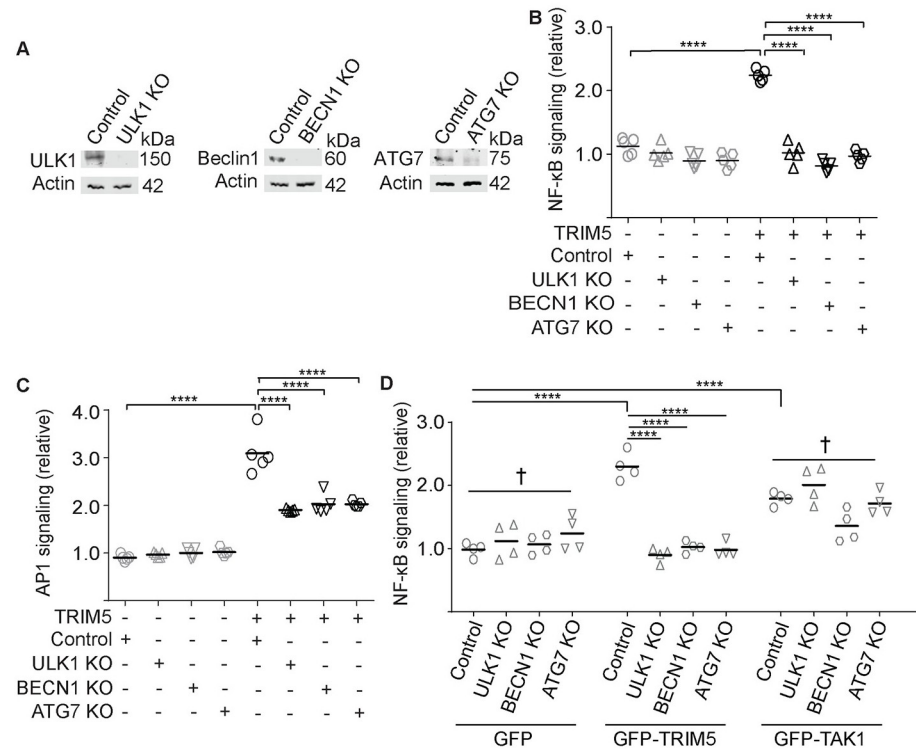 A
Control
ULK1 KO
kDa
ULK1
150
Actin
42
Control
BECN1 KO
kDa
Beclin1
60
Actin
42
Control
ATG7 KO
kDa
ATG7
75
Actin
42
B
NF-κB signaling (relative)
3.0
2.0
1.0
****
****
****
****
TRIM5 - - - - + + + +
Control + - - - + - - -
ULK1 KO - + - - - + - -
BECN1 KO - - + - - - + -
ATG7 KO - - - + - - - +
C
AP1 signaling (relative)
4.0
3.0
2.0
1.0
****
****
****
****
TRIM5 - - - - + + + +
Control + - - - + - - -
ULK1 KO - + - - - + - -
BECN1 KO - - + - - - + -
ATG7 KO - - - + - - - +
D
NF-κB signaling (relative)
3.0
2.0
1.0
****
****
****
****
****
†
†
Control
ULK1 KO
BECN1 KO
ATG7 KO
Control
ULK1 KO
BECN1 KO
ATG7 KO
Control
ULK1 KO
BECN1 KO
ATG7 KO
GFP
GFP-TRIM5
GFP-TAK1